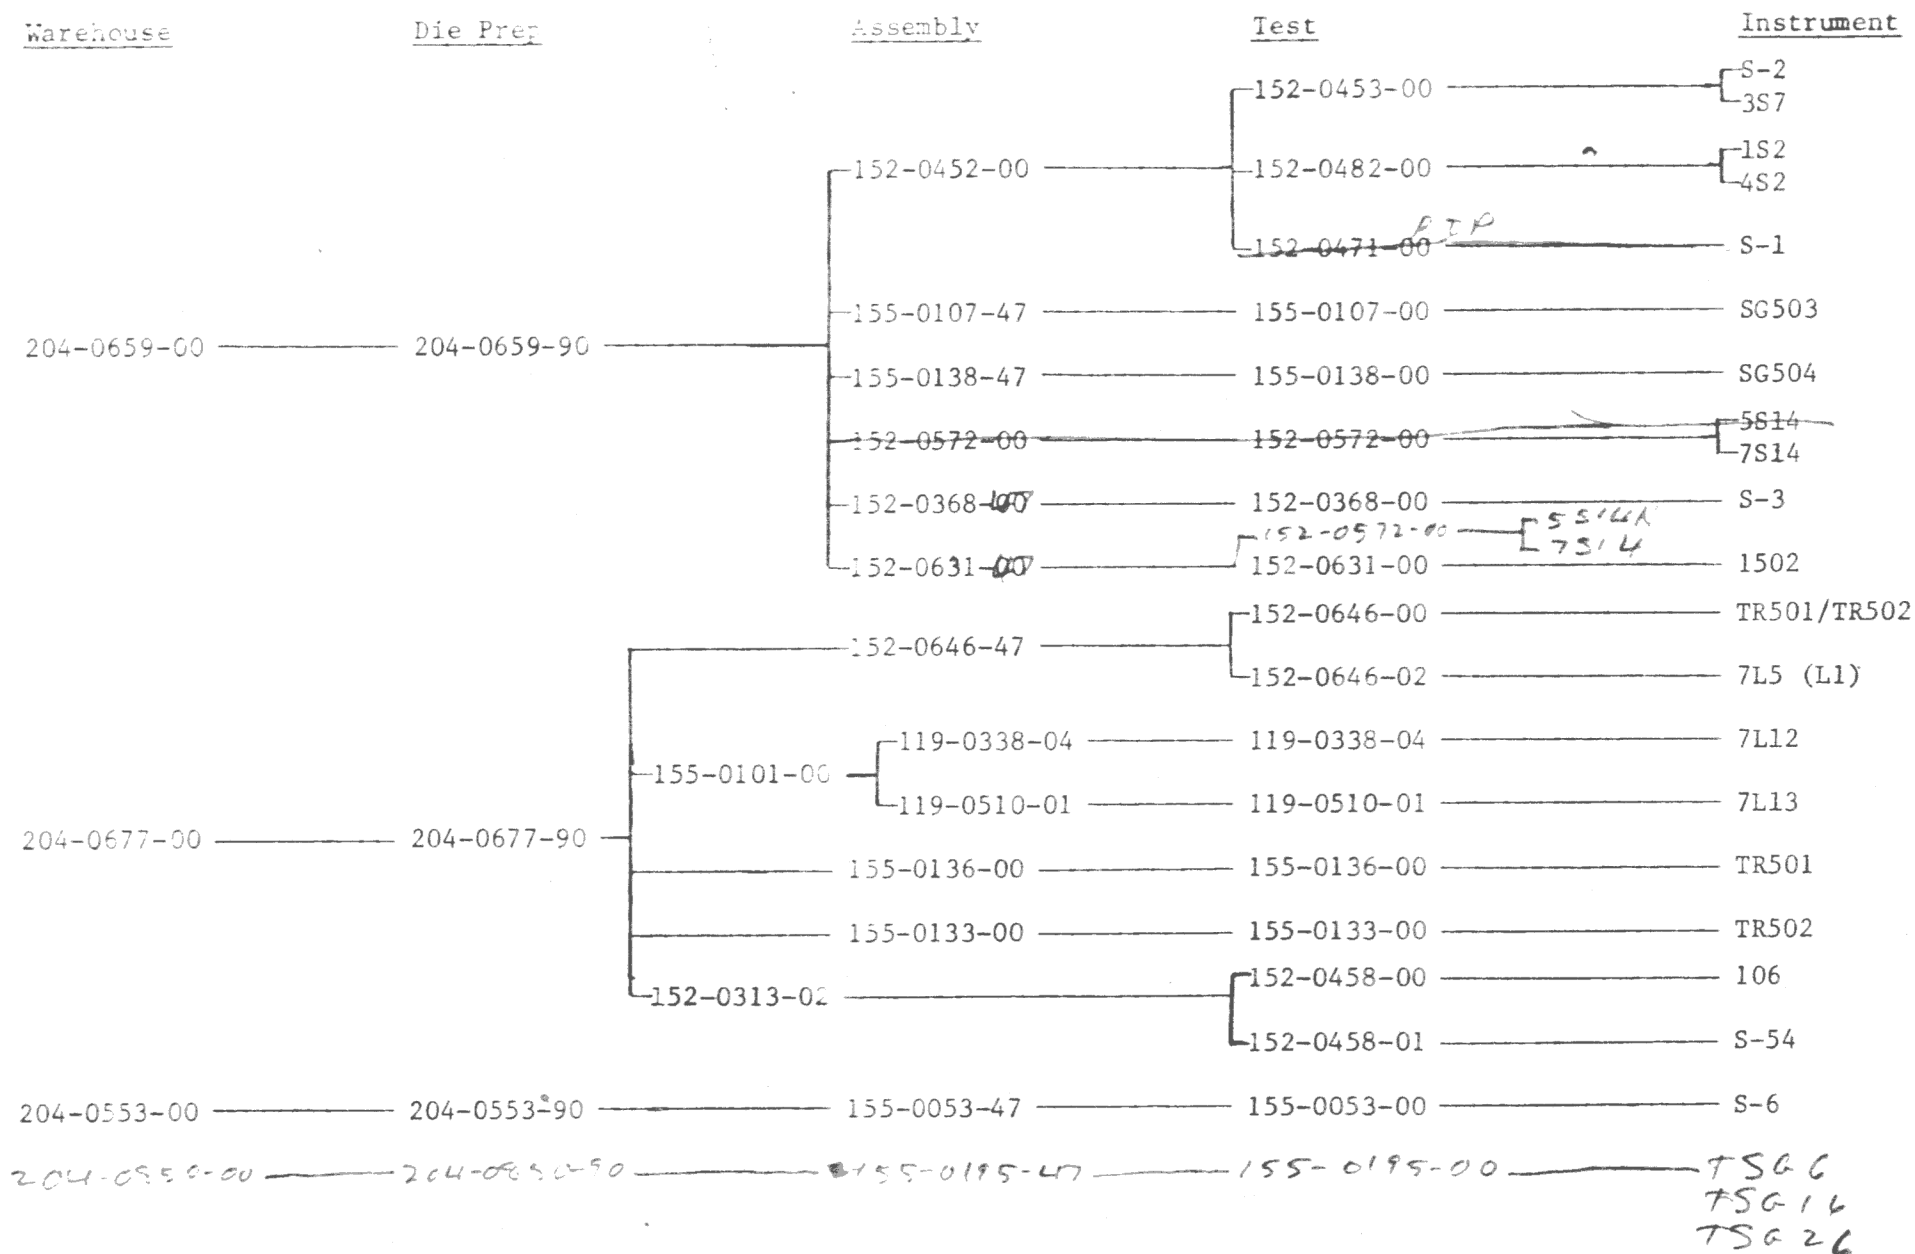 Warehouse Die Prep Assembly Test Instrument
S-2
152-0453-00
3S7
1S2
152-0452-00 152-0482-00
4S2
RIP
152-0471-00 S-1
155-0107-47 155-0107-00 SG503
204-0659-00 204-0659-90
155-0138-47 155-0138-00 SG504
5S14
152-0572-00 152-0572-00
7S14
152-0368-00 152-0368-00 S-3
152-0572-00 5S14N
7S14
152-0631-00 152-0631-00 1502
152-0646-00 TR501/TR502
152-0646-47
152-0646-02 7L5 (L1)
119-0338-04 119-0338-04 7L12
155-0101-00
119-0510-01 119-0510-01 7L13
204-0677-00 204-0677-90
155-0136-00 155-0136-00 TR501
155-0133-00 155-0133-00 TR502
152-0458-00 106
152-0313-02
152-0458-01 S-54
204-0553-00 204-0553-90 155-0053-47 155-0053-00 S-6
155-0195-47 155-0195-00 TSG6
TSG16
TSG26